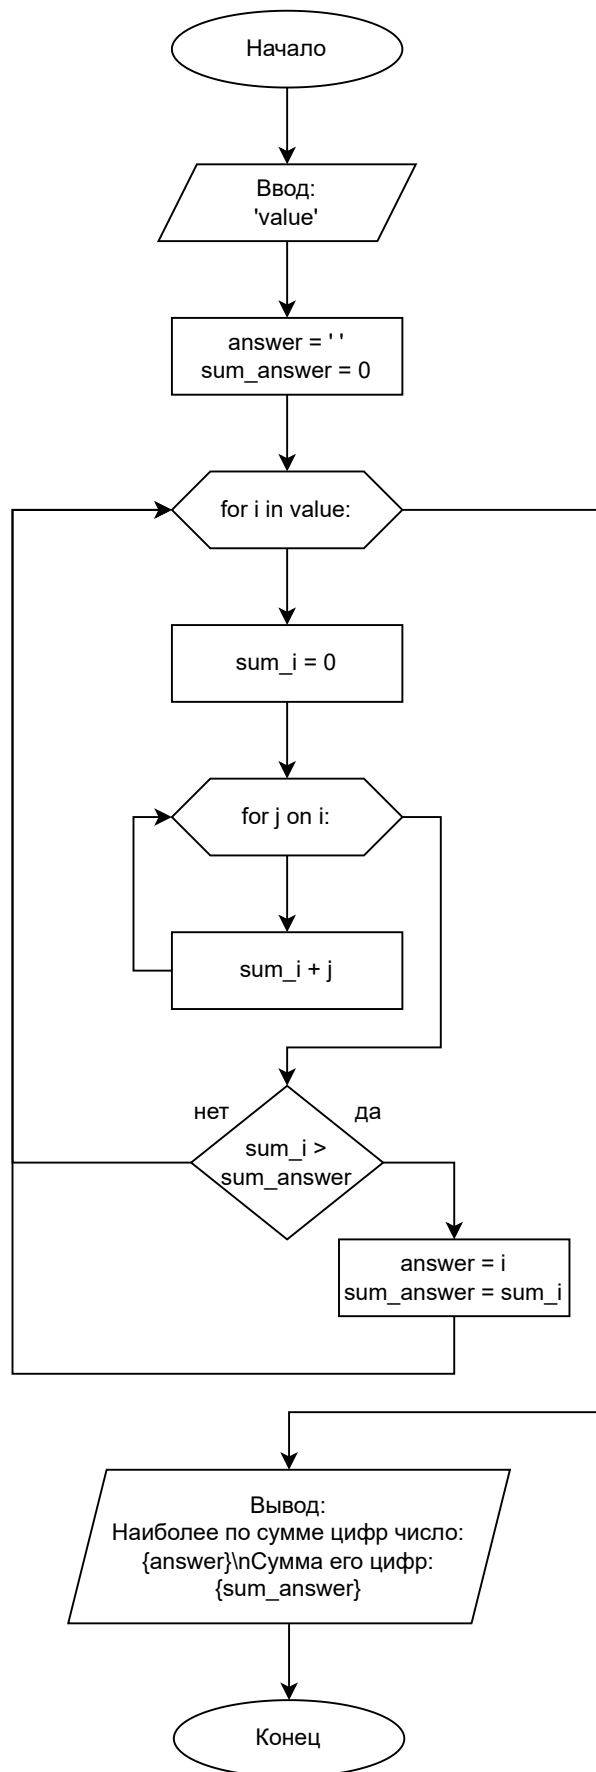 Начало
Ввод:
'value'
answer = ' '
sum_answer = 0
for i in value:
sum_i = 0
for j on i:
sum_i + j
нет
да
sum_i >
sum_answer
answer = i
sum_answer = sum_i
Вывод:
Наиболее по сумме цифр число:
{answer}\nСумма его цифр:
{sum_answer}
Конец